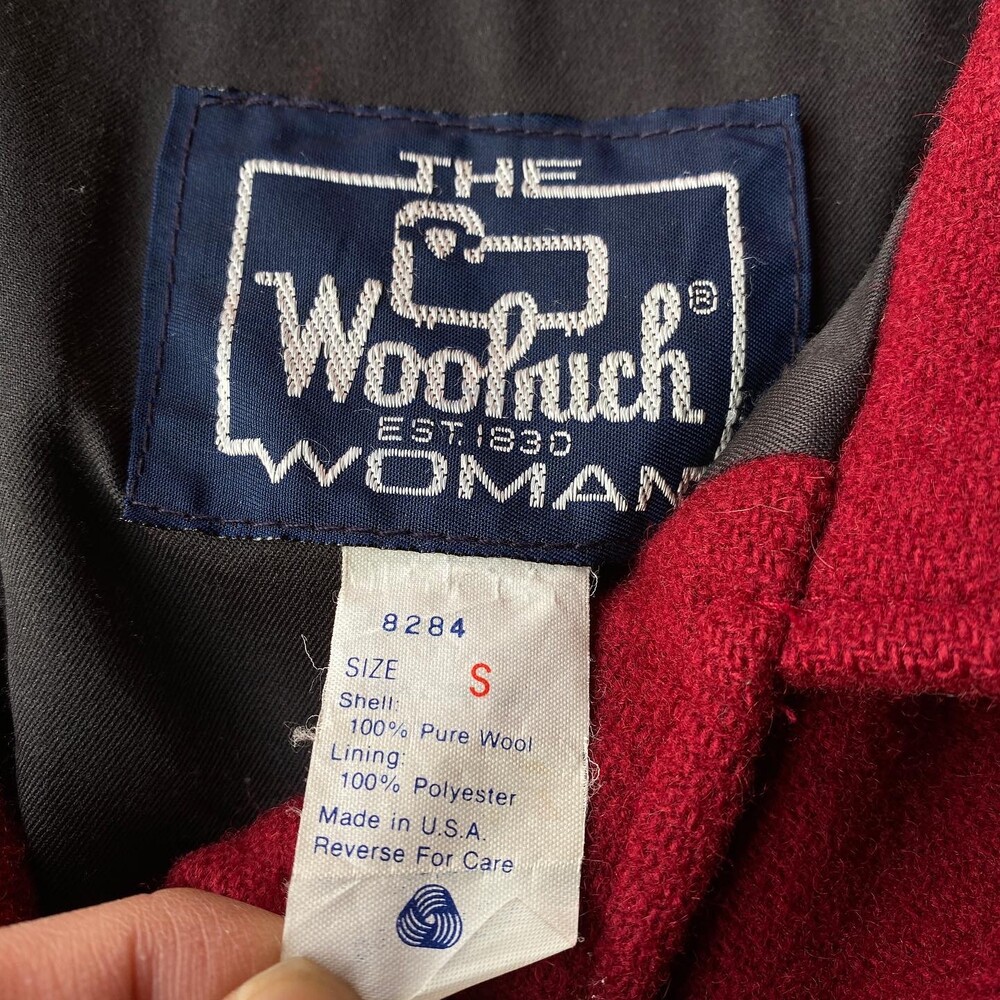 THE
Woolrich®
EST. 1830
WOMAN
8284
SIZE S
Shell:
100% Pure Wool
Lining:
100% Polyester
Made in U.S.A.
Reverse For Care